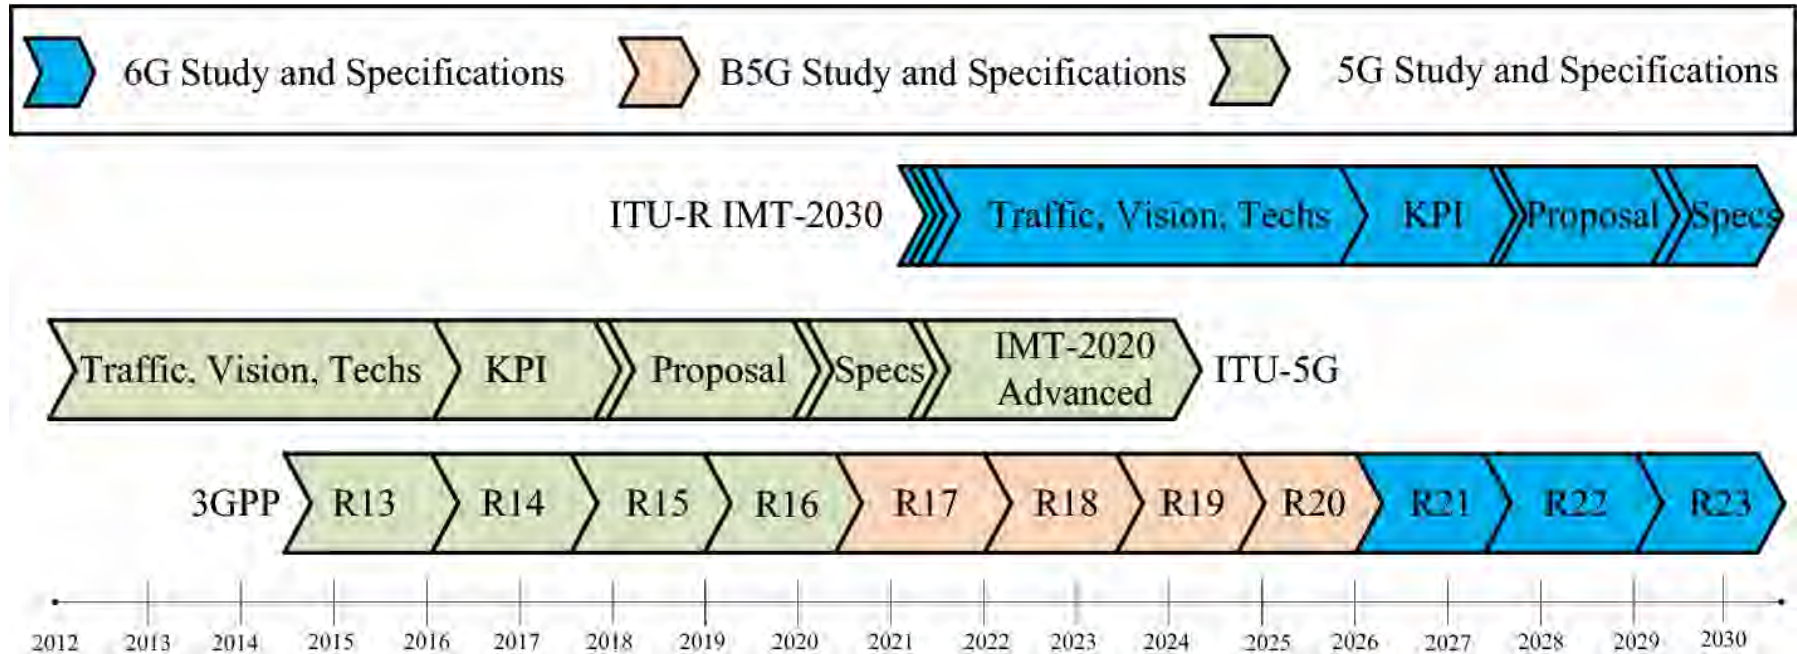 6G Study and Specifications B5G Study and Specifications 5G Study and Specifications
ITU-R IMT-2030 Traffic, Vision, Techs KPI Proposal Specs
Traffic, Vision, Techs KPI Proposal Specs IMT-2020 Advanced ITU-5G
3GPP R13 R14 R15 R16 R17 R18 R19 R20 R21 R22 R23
2012 2013 2014 2015 2016 2017 2018 2019 2020 2021 2022 2023 2024 2025 2026 2027 2028 2029 2030